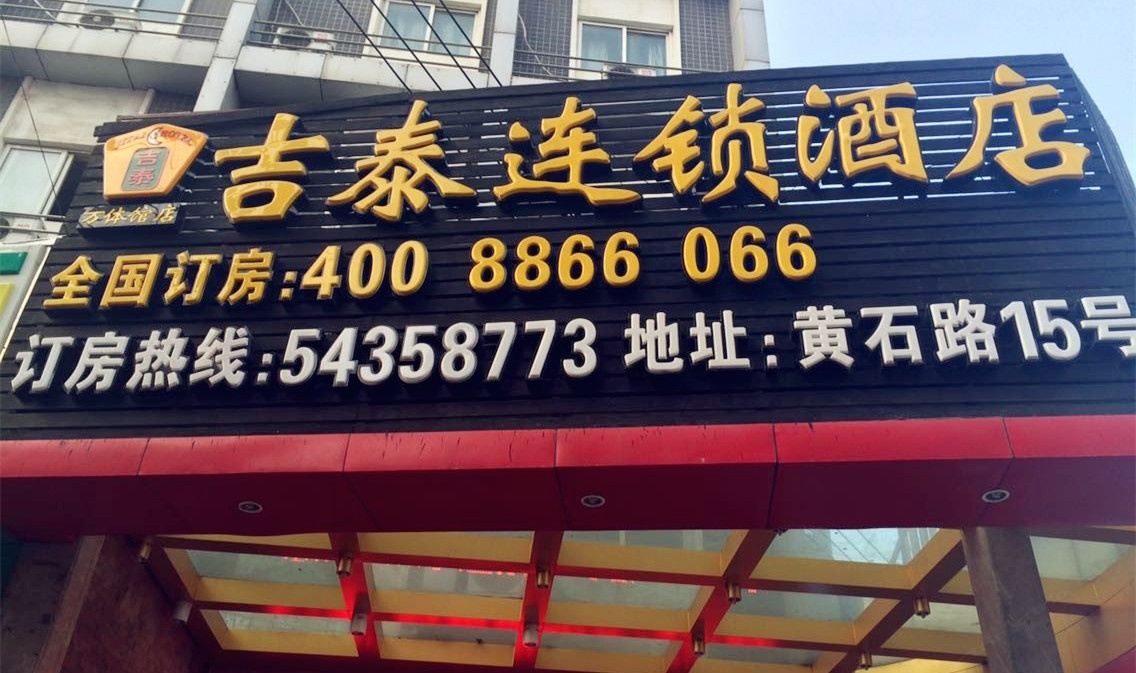 吉泰连锁酒店
吉泰
万体馆店
全国订房:400 8866 066
订房热线:54358773 地址:黄石路15号